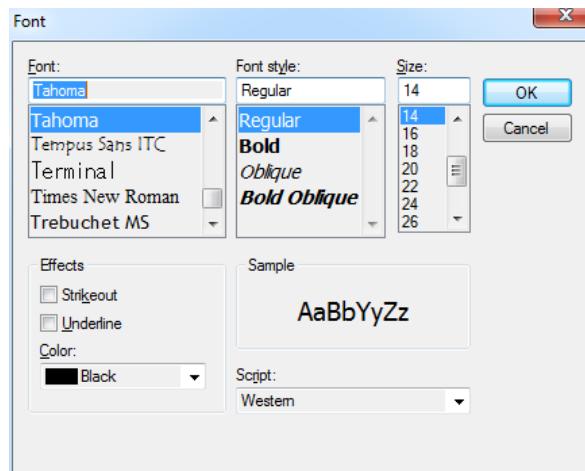 Font
X
Font:
Tahoma
Tahoma
Tempus Sans ITC
Terminal
Times New Roman
Trebuchet MS
Font style:
Regular
Regular
Bold
Oblique
Bold Oblique
Size:
14
14
16
18
20
22
24
26
OK
Cancel
Effects
Strikeout
Underline
Color:
Black
Sample
AaBbYyZz
Script:
Western